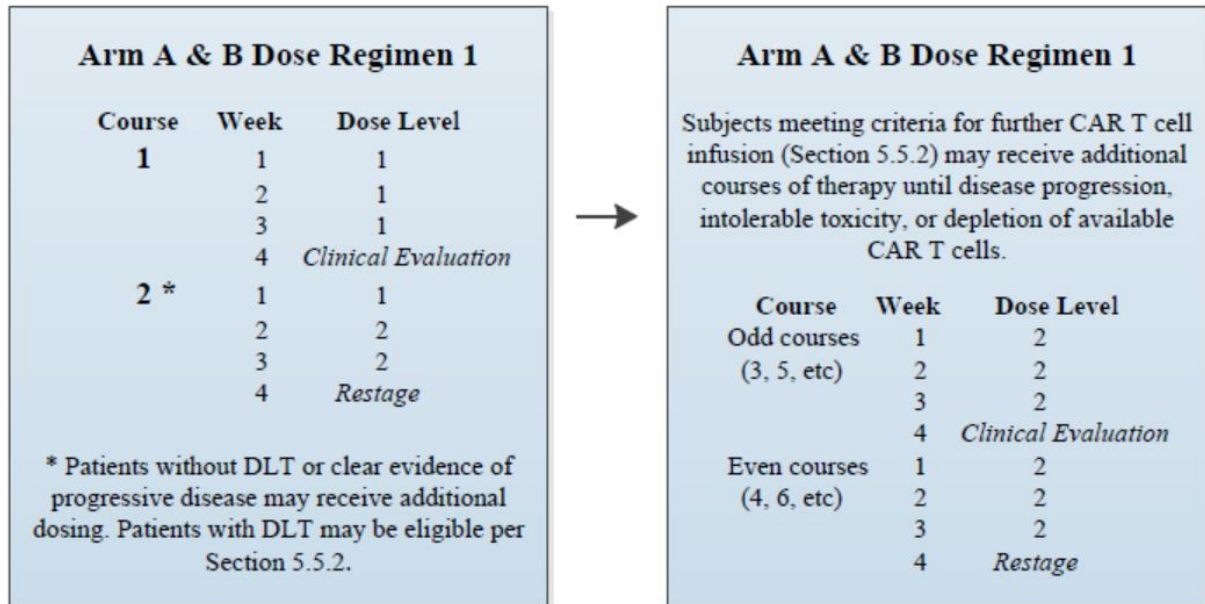 Arm A & B Dose Regimen 1
Course Week Dose Level
1 1 1
2 1
3 1
4 Clinical Evaluation
2 * 1 1
2 2
3 2
4 Restage
* Patients without DLT or clear evidence of
progressive disease may receive additional
dosing. Patients with DLT may be eligible per
Section 5.5.2.
Arm A & B Dose Regimen 1
Subjects meeting criteria for further CAR T cell
infusion (Section 5.5.2) may receive additional
courses of therapy until disease progression,
intolerable toxicity, or depletion of available
CAR T cells.
Course Week Dose Level
Odd courses 1 2
(3, 5, etc) 2 2
3 2
4 Clinical Evaluation
Even courses 1 2
(4, 6, etc) 2 2
3 2
4 Restage